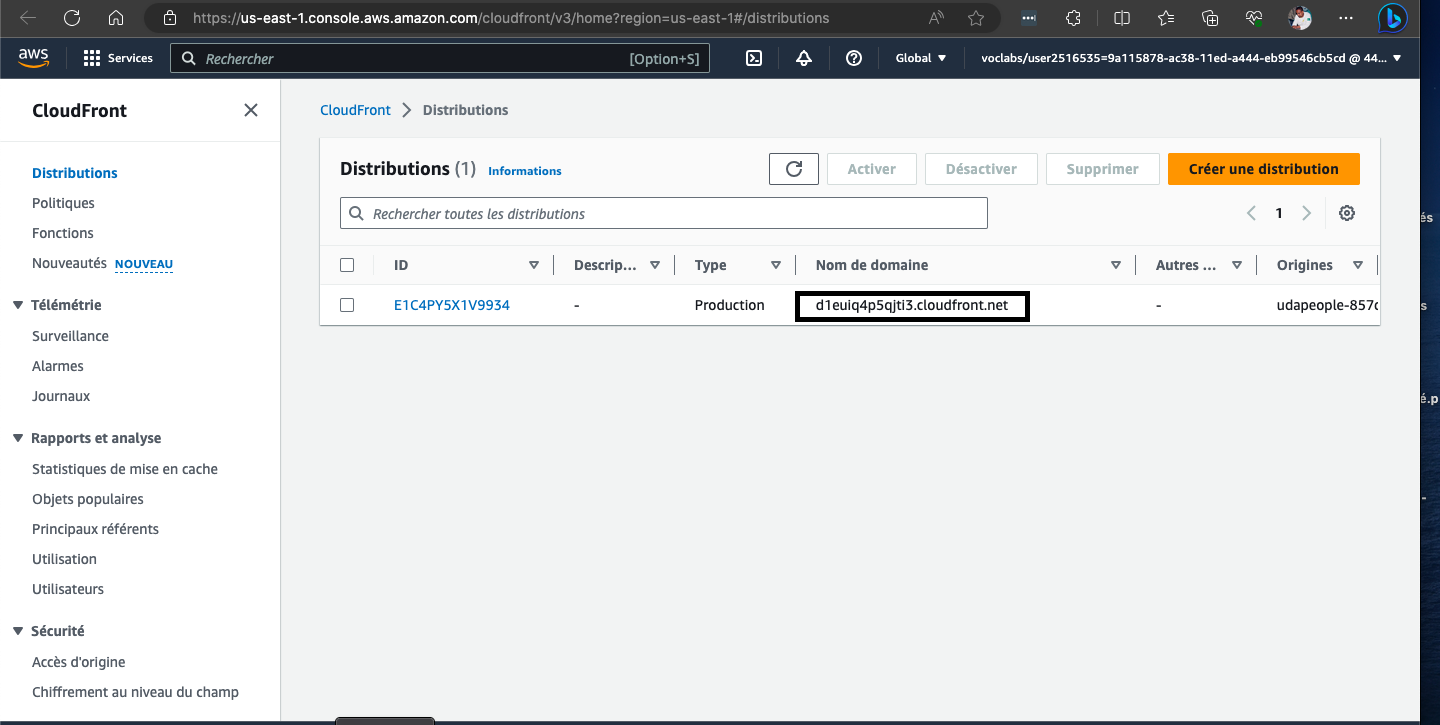 https://us-east-1.console.aws.amazon.com/cloudfront/v3/home?region=us-east-1#/distributions
aws Services Rechercher [Option+S] Global voclabs/user2516535=9a115878-ac38-11ed-a444-eb99546cb5cd @ 44...
CloudFront
Distributions
Politiques
Fonctions
Nouveautés NOUVEAU
Télémétrie
Surveillance
Alarmes
Journaux
Rapports et analyse
Statistiques de mise en cache
Objets populaires
Principaux référents
Utilisation
Utilisateurs
Sécurité
Accès d'origine
Chiffrement au niveau du champ
CloudFront > Distributions
Distributions (1) Informations Activer Désactiver Supprimer Créer une distribution
Rechercher toutes les distributions 1
ID Descrip... Type Nom de domaine Autres ... Origines
E1C4PY5X1V9934 - Production d1euiq4p5qjti3.cloudfront.net - udapeople-857c